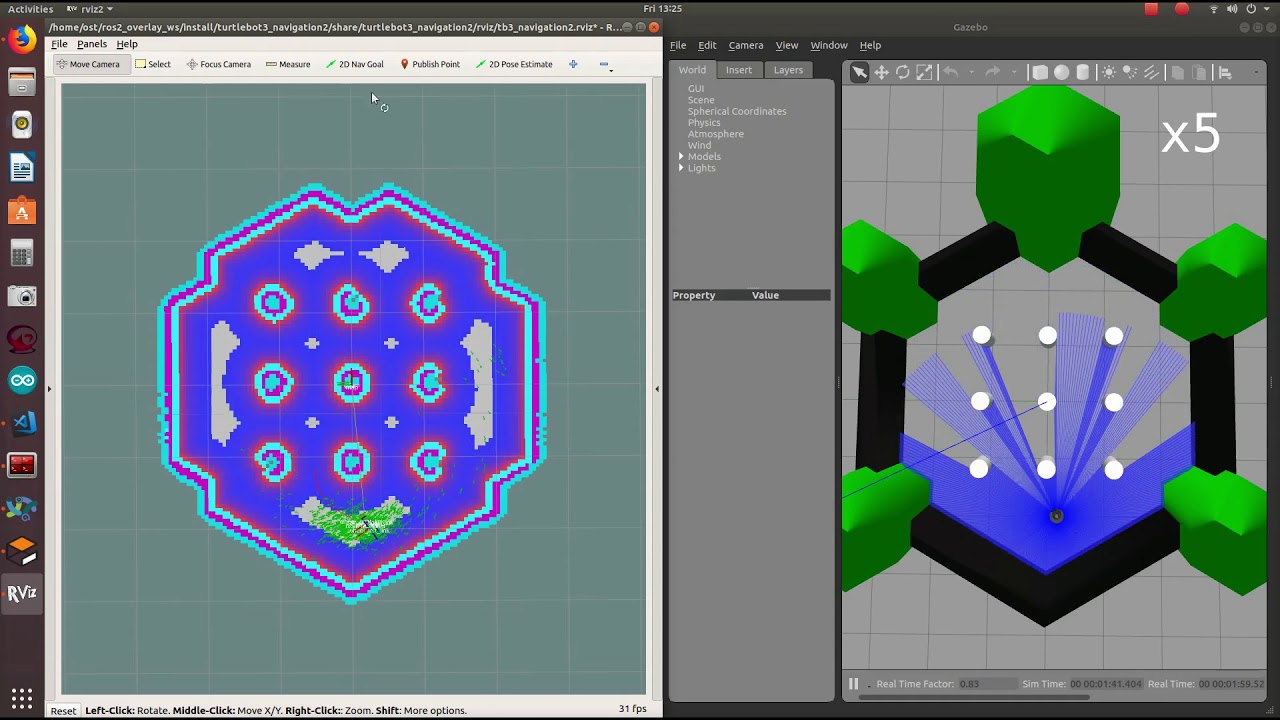 Activities
rviz2
Fri 13:25
/home/ost/ros2_overlay_ws/install/turtlebot3_navigation2/share/turtlebot3_navigation2/rviz/tb3_navigation2.rviz* - R...
File Panels Help
Move Camera Select Focus Camera Measure 2D Nav Goal Publish Point 2D Pose Estimate
Reset Left-Click: Rotate. Middle-Click: Move X/Y. Right-Click:: Zoom. Shift: More options. 31 fps
RViz
Gazebo
File Edit Camera View Window Help
World Insert Layers
GUI
Scene
Spherical Coordinates
Physics
Atmosphere
Wind
Models
Lights
Property Value
x5
Real Time Factor: 0.83 Sim Time: 00 00:01:41.404 Real Time: 00 00:01:59.52